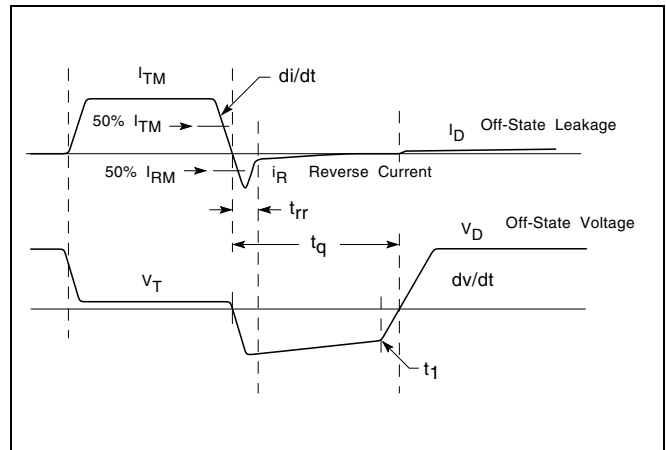 ITM
di/dt
50% ITM
ID Off-State Leakage
50% IRM
iR Reverse Current
trr
tq
VD Off-State Voltage
VT
dv/dt
t1